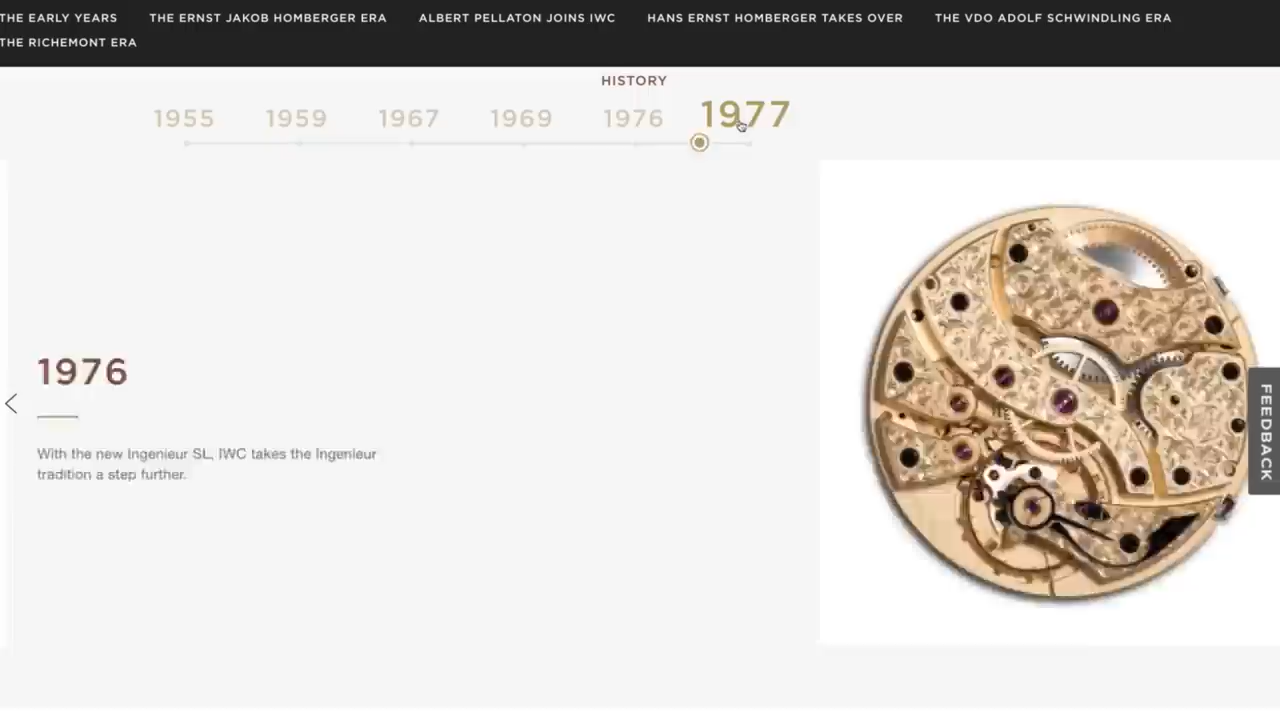 THE EARLY YEARS THE ERNST JAKOB HOMBERGER ERA ALBERT PELLATON JOINS IWC HANS ERNST HOMBERGER TAKES OVER THE VDO ADOLF SCHWINDLING ERA
THE RICHEMONT ERA
HISTORY
1955 1959 1967 1969 1976 1977
1976
With the new Ingenieur SL, IWC takes the Ingenieur
tradition a step further.
FEEDBACK